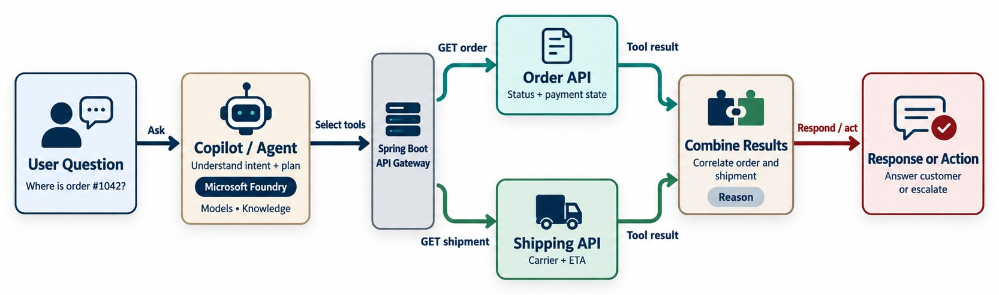 User Question
Where is order #1042?
Ask
Copilot / Agent
Understand intent + plan
Microsoft Foundry
Models • Knowledge
Select tools
Spring Boot
API Gateway
GET order
Order API
Status + payment state
Tool result
GET shipment
Shipping API
Carrier + ETA
Tool result
Combine Results
Correlate order and
shipment
Reason
Respond / act
Response or Action
Answer customer
or escalate